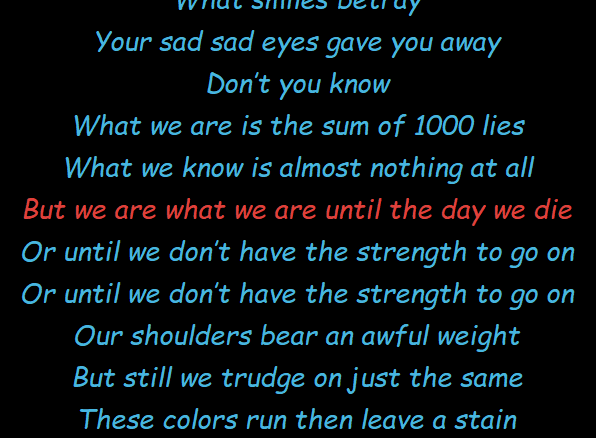 What smiles betray
Your sad sad eyes gave you away
Don't you know
What we are is the sum of 1000 lies
What we know is almost nothing at all
But we are what we are until the day we die
Or until we don't have the strength to go on
Or until we don't have the strength to go on
Our shoulders bear an awful weight
But still we trudge on just the same
These colors run then leave a stain